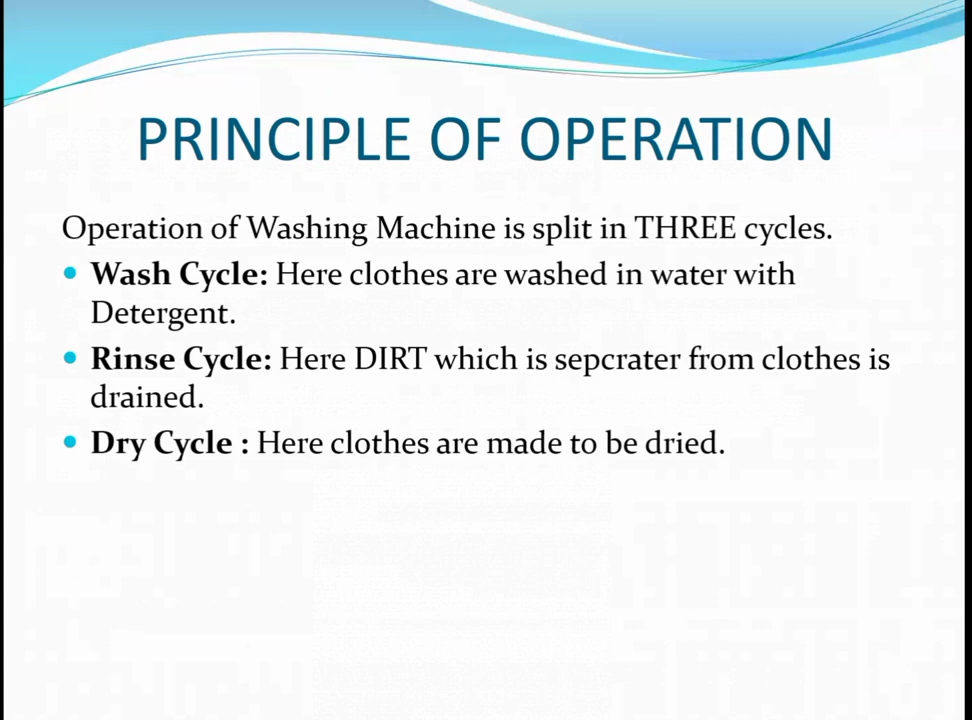 PRINCIPLE OF OPERATION
Operation of Washing Machine is split in THREE cycles.
• Wash Cycle: Here clothes are washed in water with
Detergent.
• Rinse Cycle: Here DIRT which is sepcrater from clothes is
drained.
• Dry Cycle : Here clothes are made to be dried.